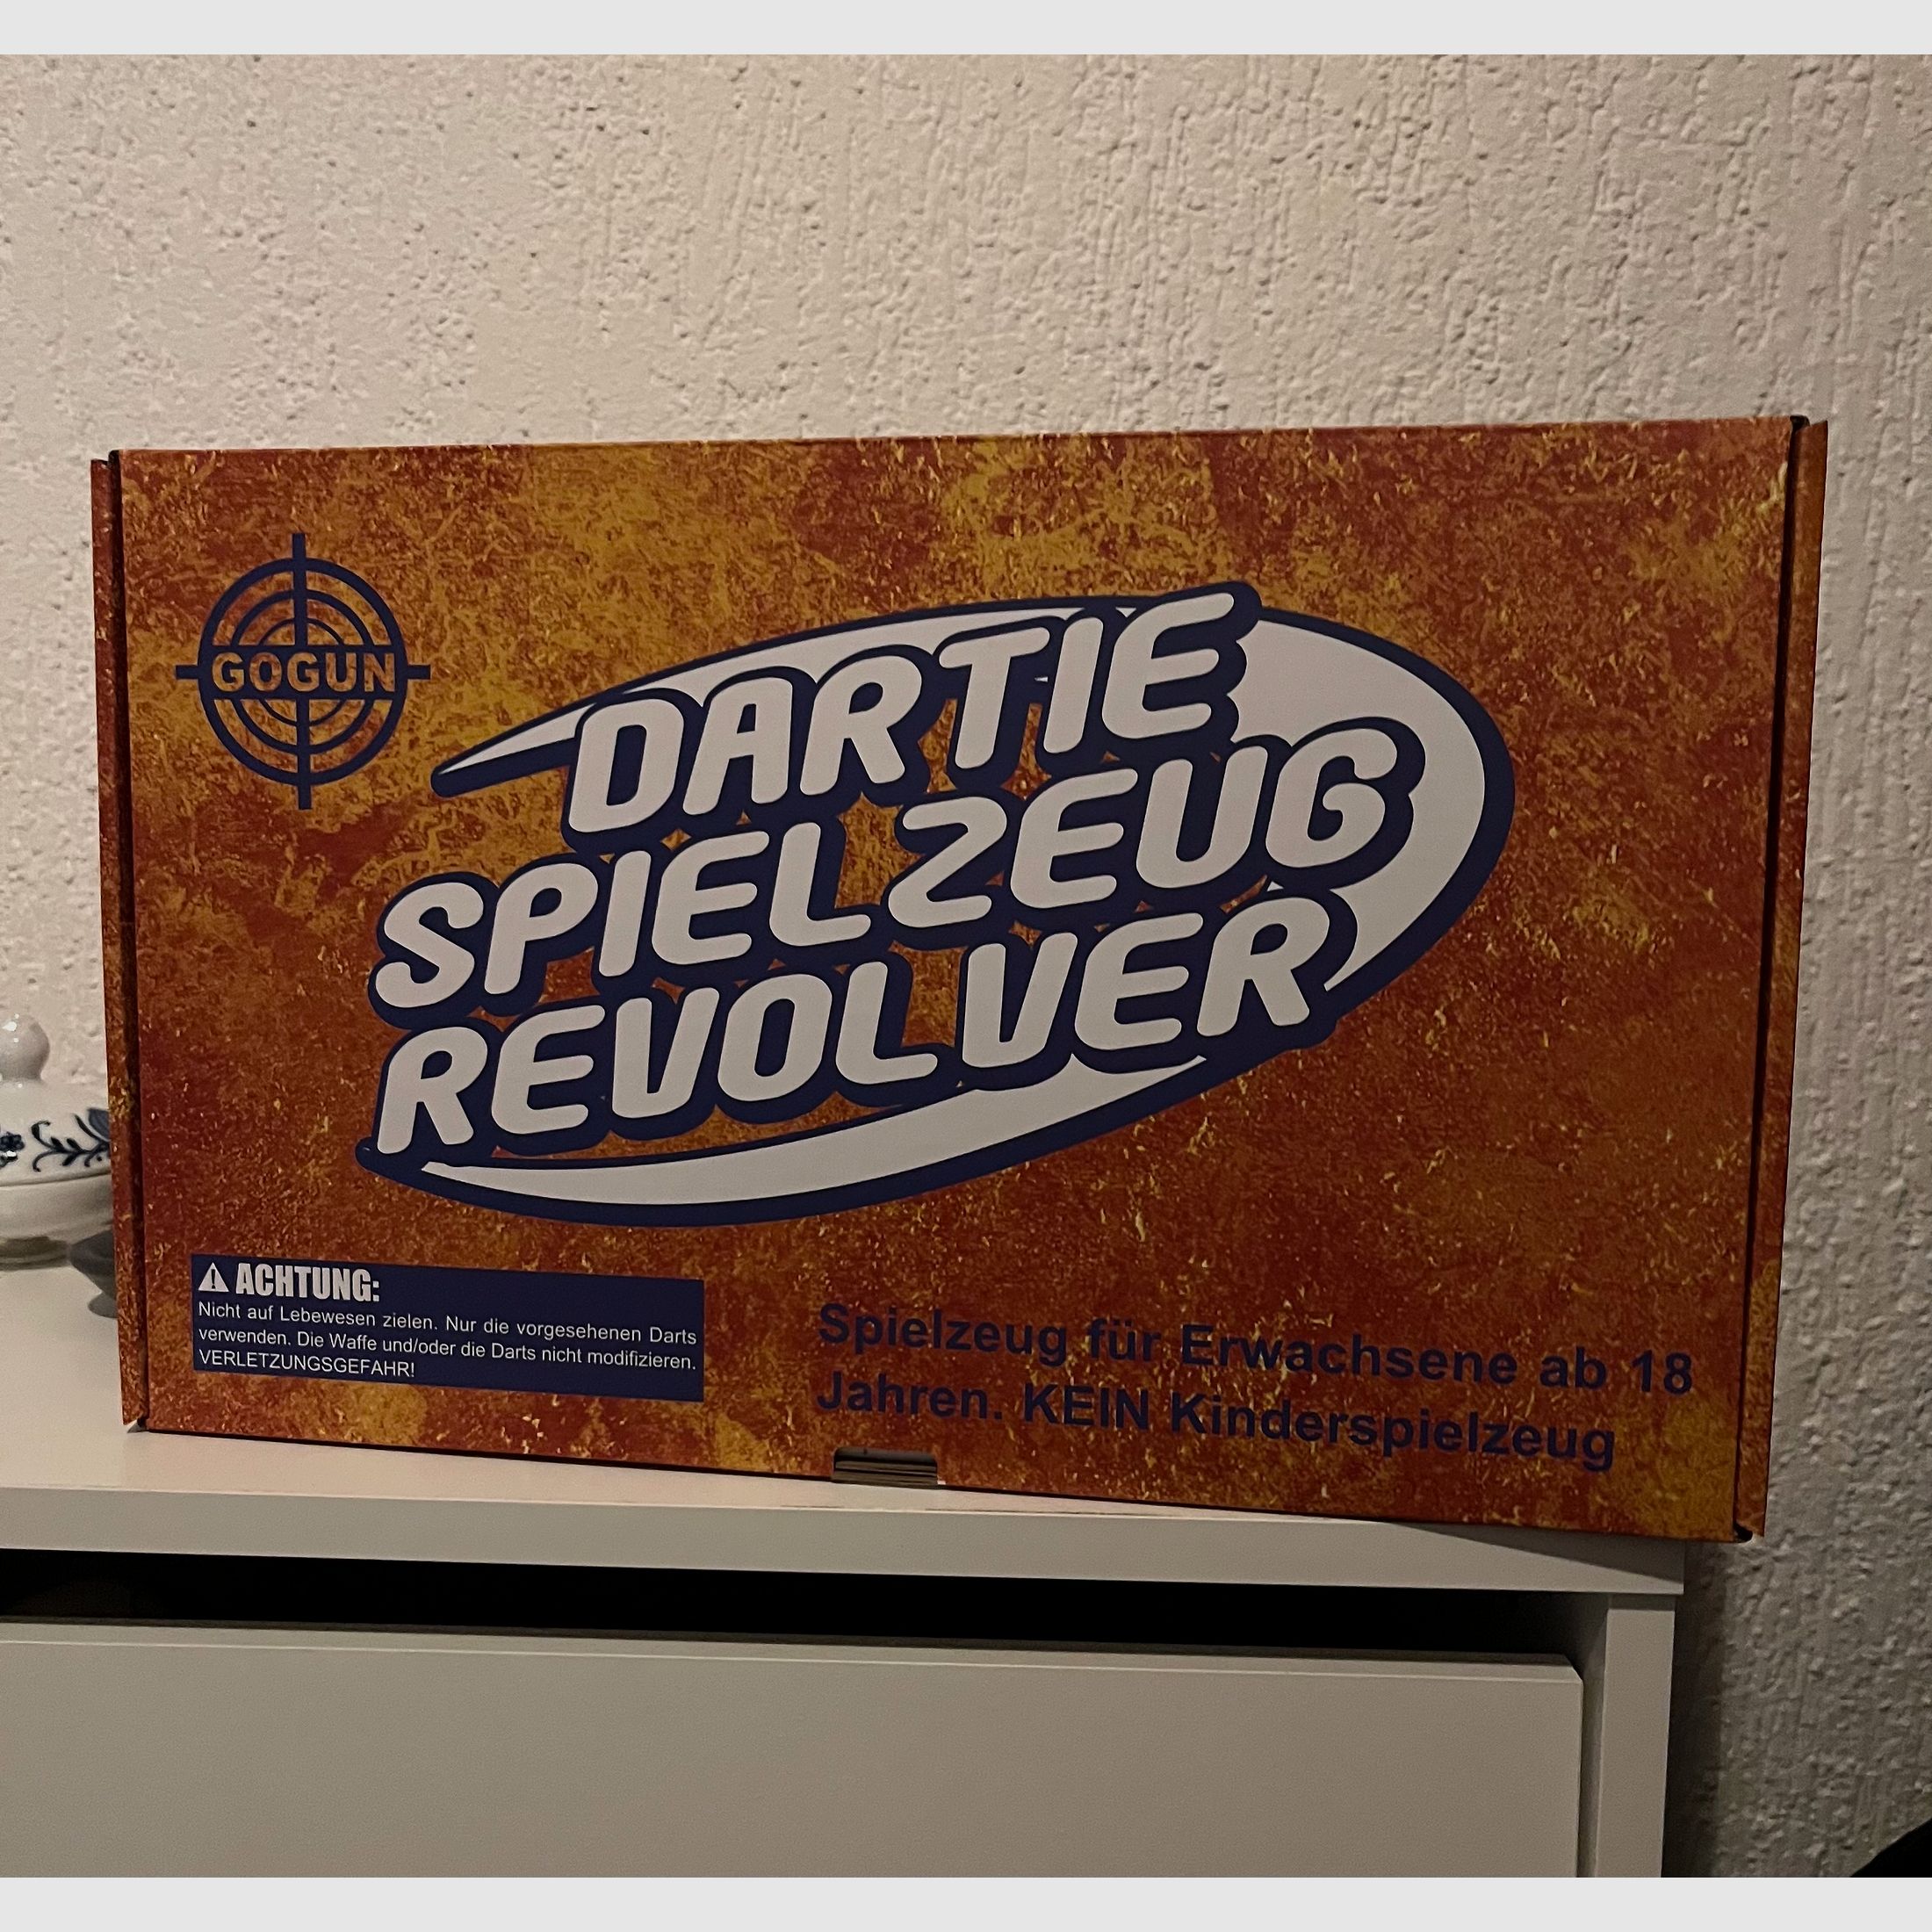 GOGUN
DARTIE
SPIELZEUG
REVOLVER
ACHTUNG:
Nicht auf Lebewesen zielen. Nur die vorgesehenen Darts
verwenden. Die Waffe und/oder die Darts nicht modifizieren.
VERLETZUNGSGEFAHR!
Spielzeug für Erwachsene ab 18
Jahren. KEIN Kinderspielzeug